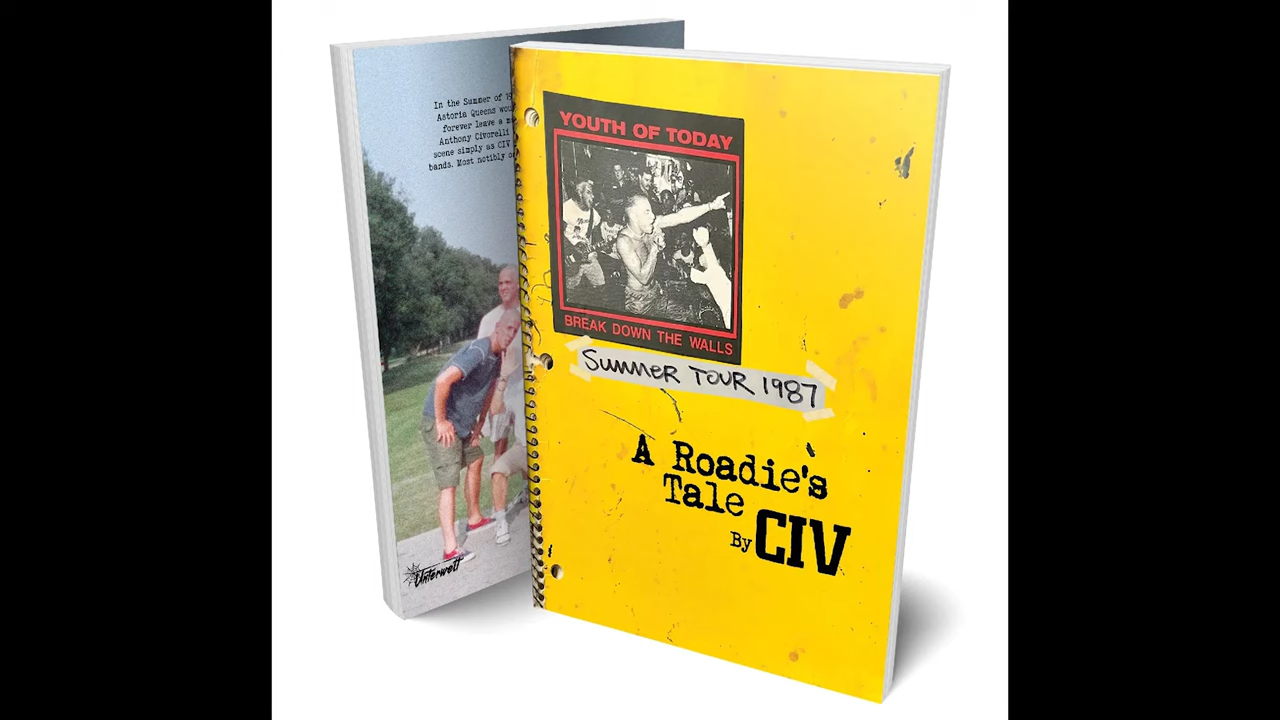 In the Summer of 19
Astoria Queens wou
forever leave a m
Anthony Civorelli
scene simply as CIV
bands. Most notibly o
Unterwelt
YOUTH OF TODAY
BREAK DOWN THE WALLS
SUMMER TOUR 1987
A Roadie's
Tale
By CIV